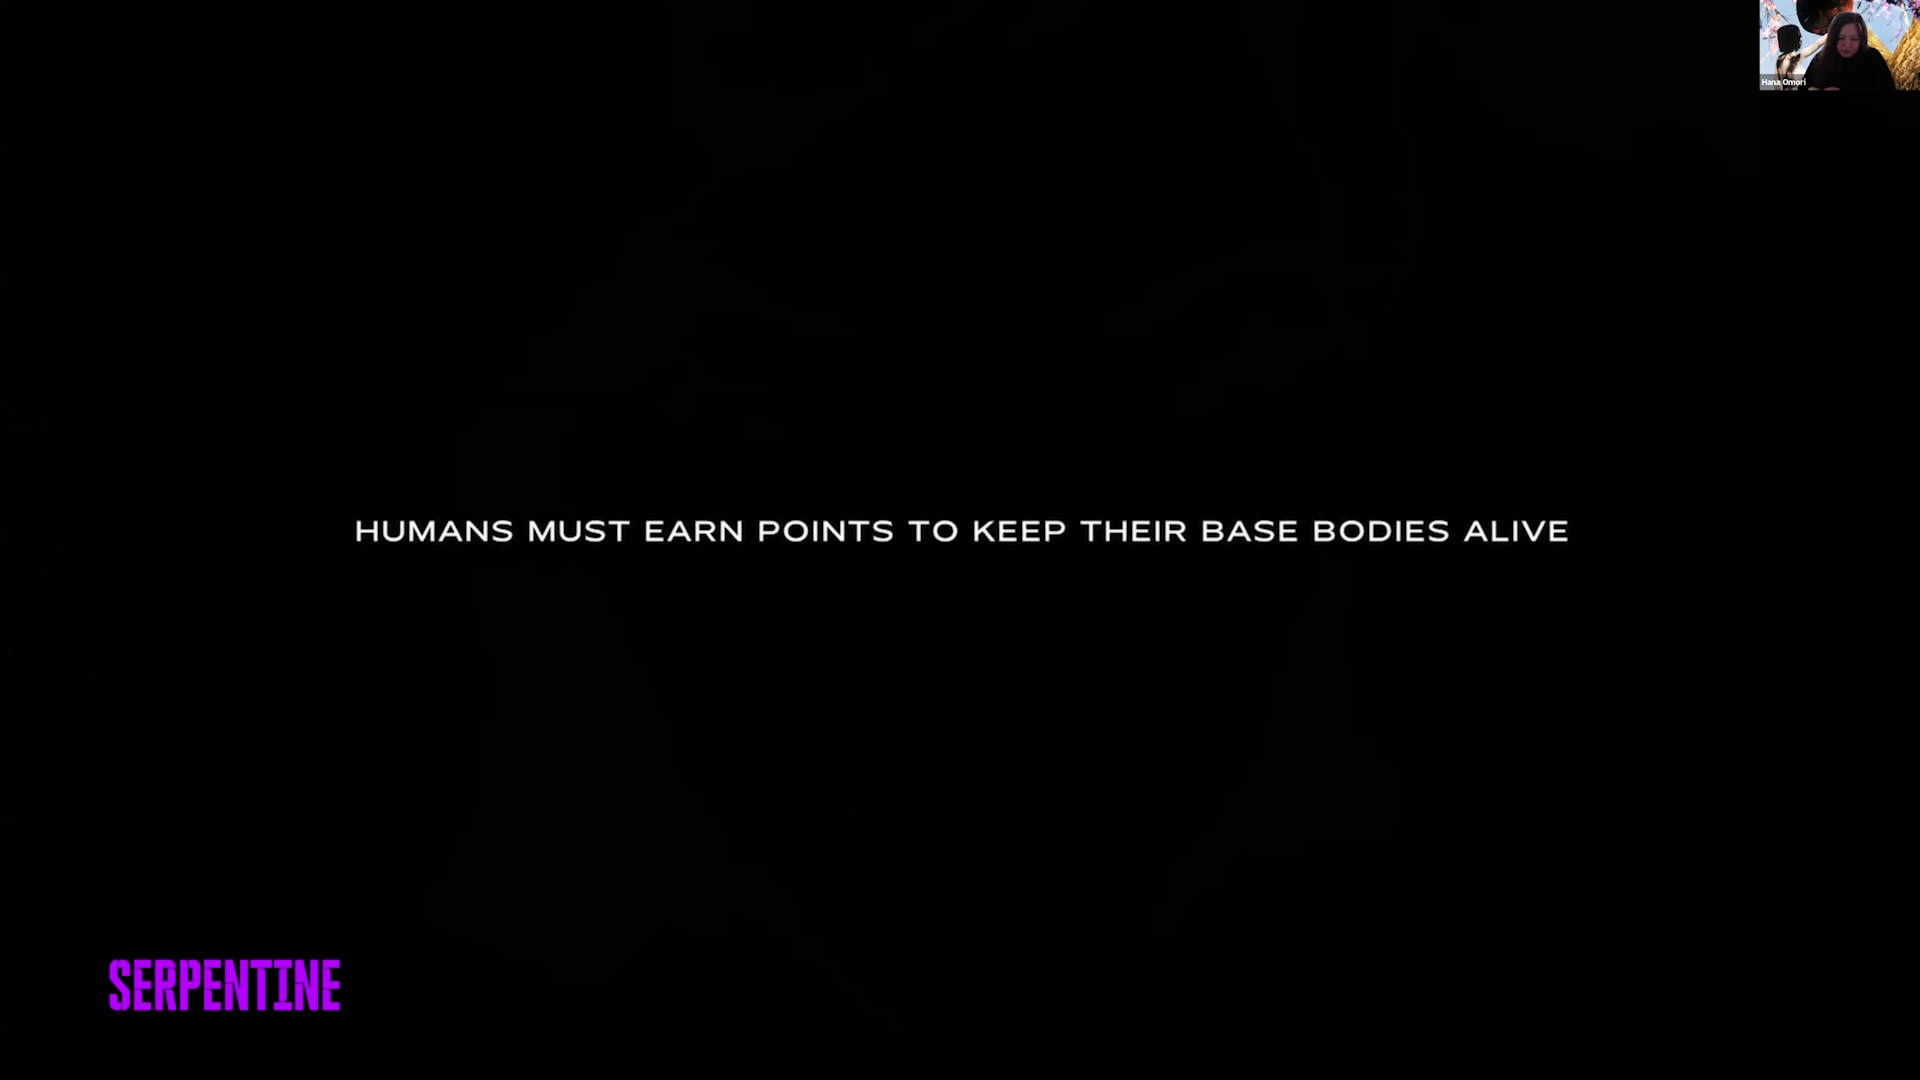 Hana Omori
HUMANS MUST EARN POINTS TO KEEP THEIR BASE BODIES ALIVE
SERPENTINE